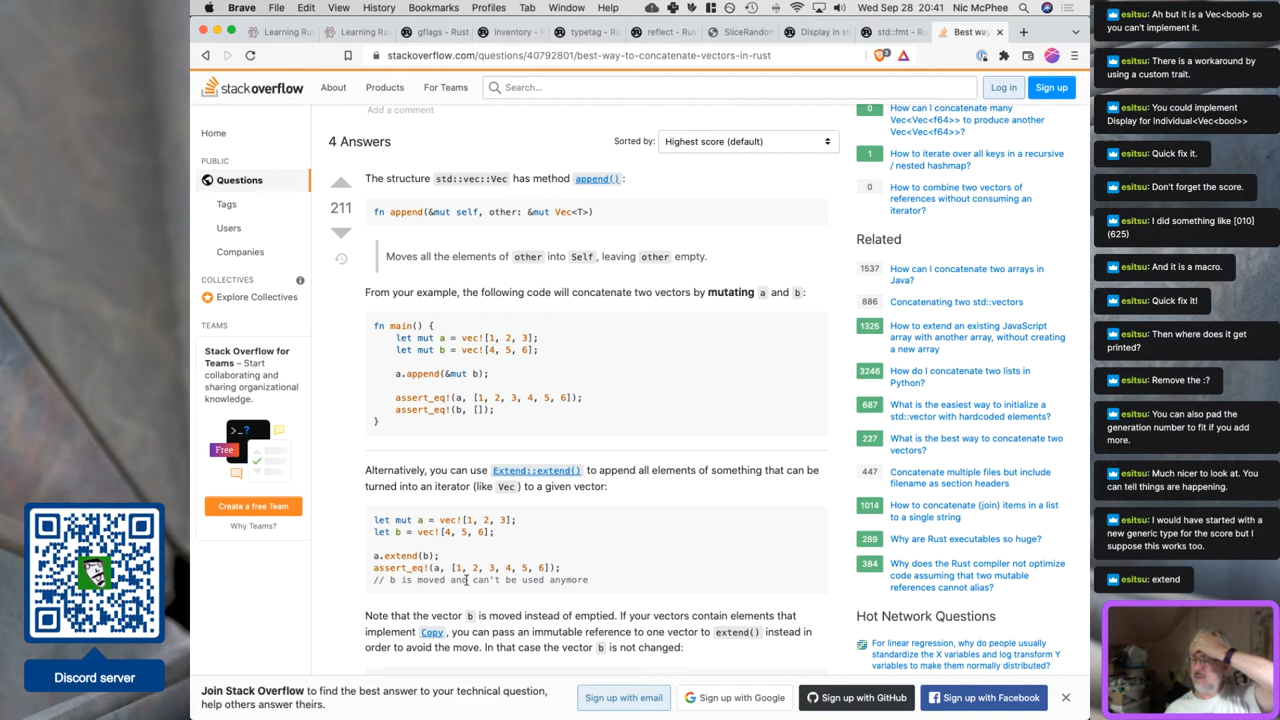 Brave File Edit View History Bookmarks Profiles Tab Window Help Wed Sep 28 20:41 Nic McPhee
Learning Ru
Learning Ru
gflags - Rust
inventory - R
typetag - Ru
reflect - Rus
SliceRandom
Display in st
std::fmt - Ru
Best way
stackoverflow.com/questions/40792801/best-way-to-concatenate-vectors-in-rust
stackoverflow
About
Products
For Teams
Search...
Log in
Sign up
Home
PUBLIC
Questions
Tags
Users
Companies
COLLECTIVES
Explore Collectives
TEAMS
Stack Overflow for
Teams – Start
collaborating and
sharing organizational
knowledge.
>_?
Free
Create a free Team
Why Teams?
Add a comment
4 Answers
Sorted by:
Highest score (default)
211
The structure std::vec::Vec has method append():
fn append(&mut self, other: &mut Vec<T>)
Moves all the elements of other into Self, leaving other empty.
From your example, the following code will concatenate two vectors by mutating a and b:
fn main() {
let mut a = vec![1, 2, 3];
let mut b = vec![4, 5, 6];
a.append(&mut b);
assert_eq!(a, [1, 2, 3, 4, 5, 6]);
assert_eq!(b, []);
}
Alternatively, you can use Extend::extend() to append all elements of something that can be
turned into an iterator (like Vec) to a given vector:
let mut a = vec![1, 2, 3];
let b = vec![4, 5, 6];
a.extend(b);
assert_eq!(a, [1, 2, 3, 4, 5, 6]);
// b is moved and can't be used anymore
Note that the vector b is moved instead of emptied. If your vectors contain elements that
implement Copy, you can pass an immutable reference to one vector to extend() instead in
order to avoid the move. In that case the vector b is not changed:
0
How can I concatenate many
Vec<Vec<f64>> to produce another
Vec<Vec<f64>>?
1
How to iterate over all keys in a recursive
/ nested hashmap?
0
How to combine two vectors of
references without consuming an
iterator?
Related
1537
How can I concatenate two arrays in
Java?
886
Concatenating two std::vectors
1325
How to extend an existing JavaScript
array with another array, without creating
a new array
3246
How do I concatenate two lists in
Python?
687
What is the easiest way to initialize a
std::vector with hardcoded elements?
227
What is the best way to concatenate two
vectors?
447
Concatenate multiple files but include
filename as section headers
1014
How to concatenate (join) items in a list
to a single string
289
Why are Rust executables so huge?
384
Why does the Rust compiler not optimize
code assuming that two mutable
references cannot alias?
Hot Network Questions
For linear regression, why do people usually
standardize the X variables and log transform Y
variables to make them normally distributed?
Join Stack Overflow to find the best answer to your technical question,
help others answer theirs.
Sign up with email
Sign up with Google
Sign up with GitHub
Sign up with Facebook
Discord server
esitsu: Ah but it is a Vec<bool> so
you can't implement it.
esitsu: There is a workaround by
using a custom trait.
esitsu: You could implement
Display for Individual<Vec<bool>>
esitsu: Quick fix it.
esitsu: Don't forget the score.
esitsu: I did something like [010]
(625)
esitsu: And it is a macro.
esitsu: Quick fix it!
esitsu: Then where does it get
printed?
esitsu: Remove the :?
esitsu: You can also pad the
generation number to fit if you add
more.
esitsu: Much nicer to look at. You
can tell things are happening.
esitsu: I would have started with a
new generic type for the score but I
suppose this works too.
esitsu: extend